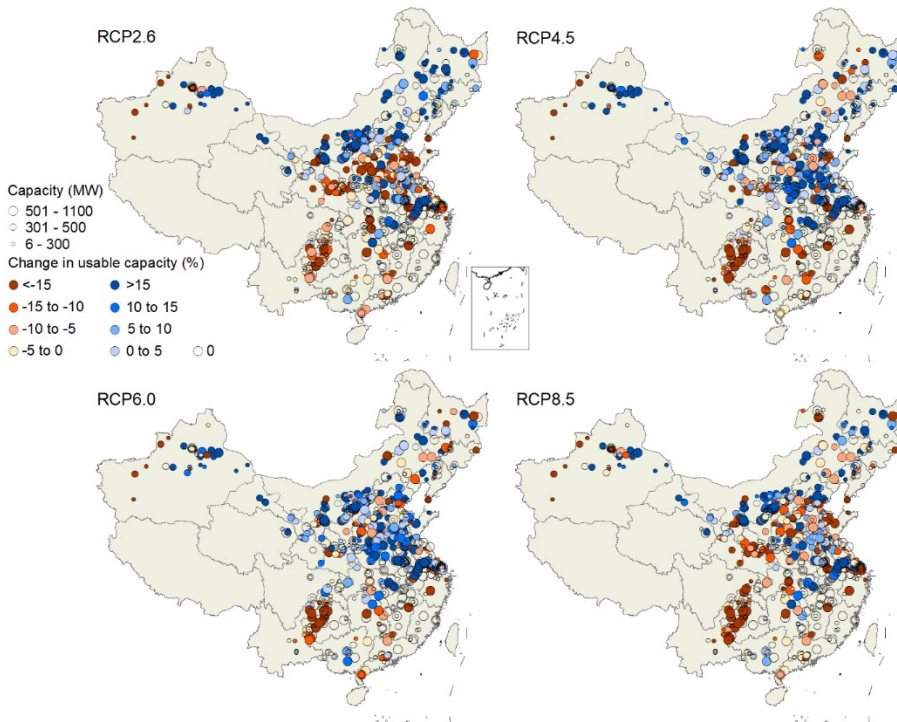 RCP2.6
RCP4.5
Capacity (MW)
501 - 1100
301 - 500
6 - 300
Change in usable capacity (%)
<-15 >15
-15 to -10 10 to 15
-10 to -5 5 to 10
-5 to 0 0 to 5 0
RCP6.0
RCP8.5